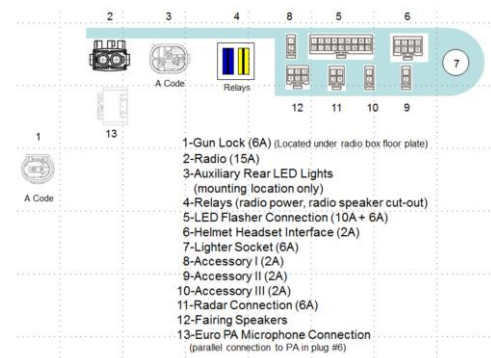 2
3
4
8
5
6
7
A Code
Relays
12
11
10
9
13
1
A Code
1-Gun Lock (6A) (Located under radio box floor plate)
2-Radio (15A)
3-Auxiliary Rear LED Lights
(mounting location only)
4-Relays (radio power, radio speaker cut-out)
5-LED Flasher Connection (10A + 6A)
6-Helmet Headset Interface (2A)
7-Lighter Socket (6A)
8-Accessory I (2A)
9-Accessory II (2A)
10-Accessory III (2A)
11-Radar Connection (6A)
12-Fairing Speakers
13-Euro PA Microphone Connection
(parallel connection to PA in plug #6)